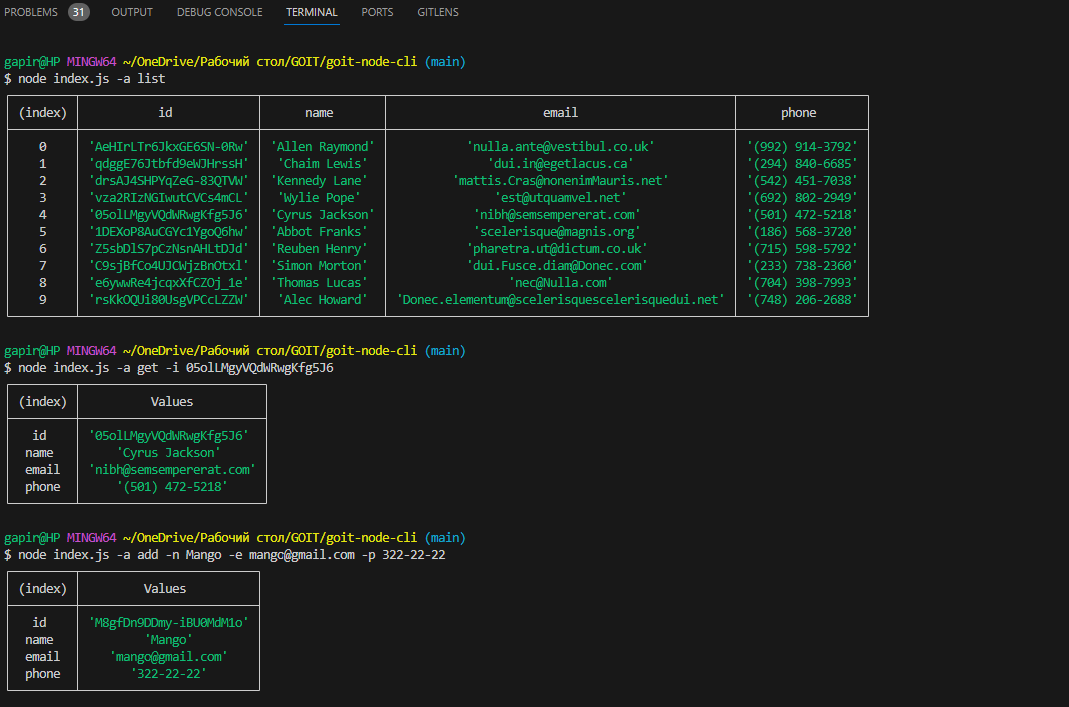 PROBLEMS 31 OUTPUT DEBUG CONSOLE TERMINAL PORTS GITLENS
gapir@HP MINGW64 ~/OneDrive/Рабочий стол/GOIT/goit-node-cli (main)
$ node index.js -a list
(index) id name email phone
0 'AeHIrLTr6JkxGE6SN-0Rw' 'Allen Raymond' 'nulla.ante@vestibul.co.uk' '(992) 914-3792'
1 'qdggE76Jtbfd9eWJHrssH' 'Chaim Lewis' 'dui.in@egetlacus.ca' '(294) 840-6685'
2 'drsAJ4SHPYqZeG-83QTVW' 'Kennedy Lane' 'mattis.Cras@nonenimMauris.net' '(542) 451-7038'
3 'vza2RIzNGIwutCVCs4mCL' 'Wylie Pope' 'est@utquamvel.net' '(692) 802-2949'
4 '05olLMgyVQdWRwgKfg5J6' 'Cyrus Jackson' 'nibh@semsempererat.com' '(501) 472-5218'
5 '1DEXoP8AuCGYc1YgoQ6hw' 'Abbot Franks' 'scelerisque@magnis.org' '(186) 568-3720'
6 'Z5sbDlS7pCzNsnAHLtDJd' 'Reuben Henry' 'pharetra.ut@dictum.co.uk' '(715) 598-5792'
7 'C9sjBfCo4UJCWjzBnOtxl' 'Simon Morton' 'dui.Fusce.diam@Donec.com' '(233) 738-2360'
8 'e6ywwRe4jcqxXfCZOj_1e' 'Thomas Lucas' 'nec@Nulla.com' '(704) 398-7993'
9 'rsKkOQUi80UsgVPCcLZZW' 'Alec Howard' 'Donec.elementum@scelerisquescelerisquedui.net' '(748) 206-2688'
gapir@HP MINGW64 ~/OneDrive/Рабочий стол/GOIT/goit-node-cli (main)
$ node index.js -a get -i 05olLMgyVQdWRwgKfg5J6
(index) Values
id '05olLMgyVQdWRwgKfg5J6'
name 'Cyrus Jackson'
email 'nibh@semsempererat.com'
phone '(501) 472-5218'
gapir@HP MINGW64 ~/OneDrive/Рабочий стол/GOIT/goit-node-cli (main)
$ node index.js -a add -n Mango -e mango@gmail.com -p 322-22-22
(index) Values
id 'M8gfDn9DDmy-iBU0MdM1o'
name 'Mango'
email 'mango@gmail.com'
phone '322-22-22'